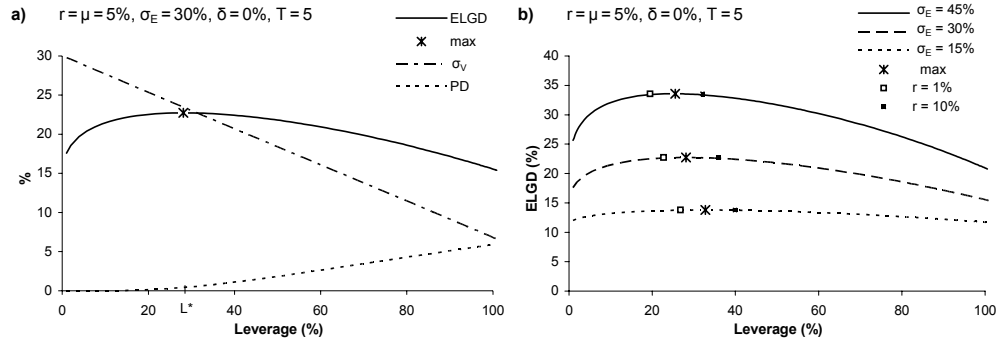 a) r = μ = 5%, σE = 30%, δ = 0%, T = 5
ELGD
max
σV
PD
%
30
25
20
15
10
5
0
0 20 40 60 80 100
L*
Leverage (%)
b) r = μ = 5%, δ = 0%, T = 5
σE = 45%
σE = 30%
σE = 15%
max
r = 1%
r = 10%
ELGD (%)
40
35
30
25
20
15
10
5
0
0 20 40 60 80 100
Leverage (%)